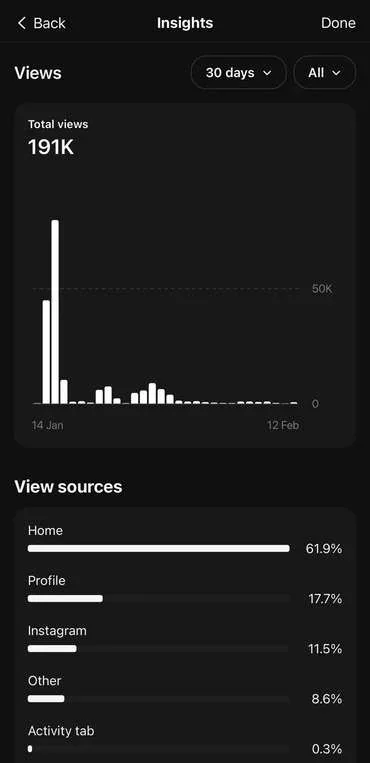 Back Insights Done
Views 30 days All
Total views
191K
50K
0
14 Jan 12 Feb
View sources
Home
61.9%
Profile
17.7%
Instagram
11.5%
Other
8.6%
Activity tab
0.3%